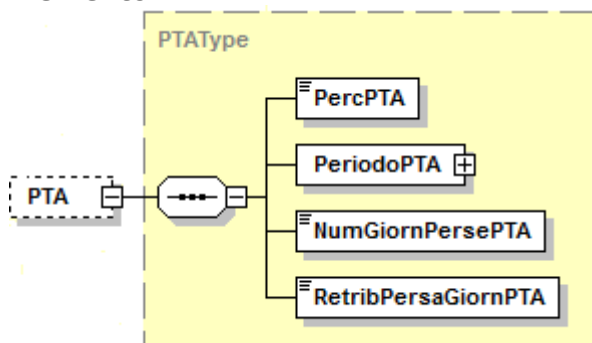 PTAType
PercPTA
PeriodoPTA
PTA
NumGiornPersePTA
RetribPersaGiornPTA